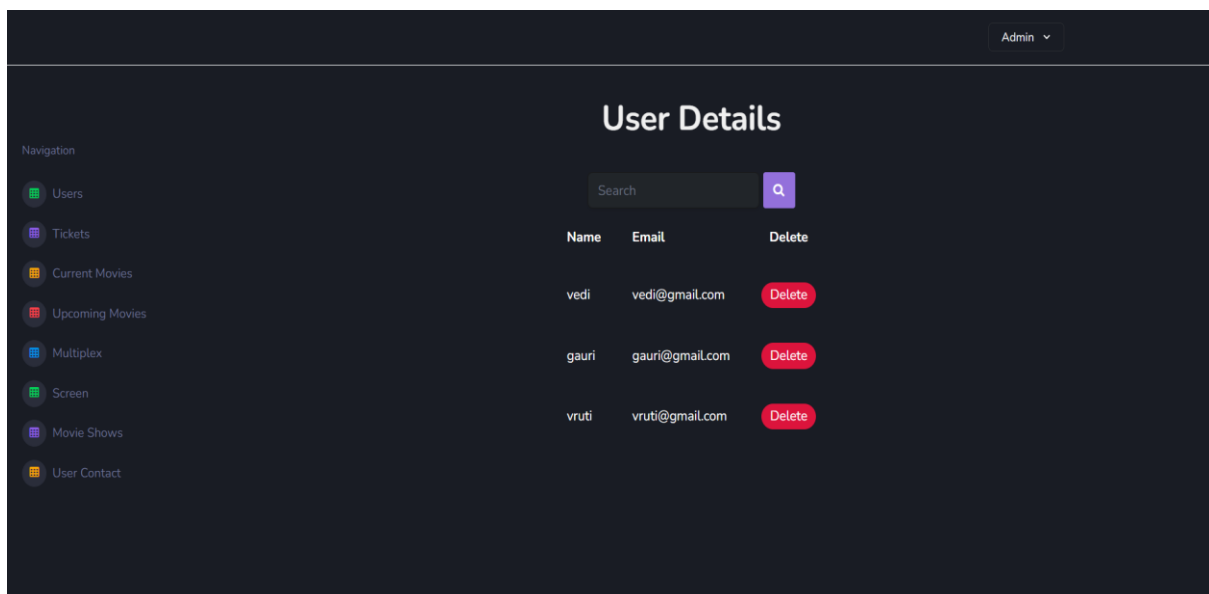 Admin
User Details
Navigation
Users
Tickets
Current Movies
Upcoming Movies
Multiplex
Screen
Movie Shows
User Contact
Search
Name Email Delete
vedi vedi@gmail.com Delete
gauri gauri@gmail.com Delete
vruti vruti@gmail.com Delete